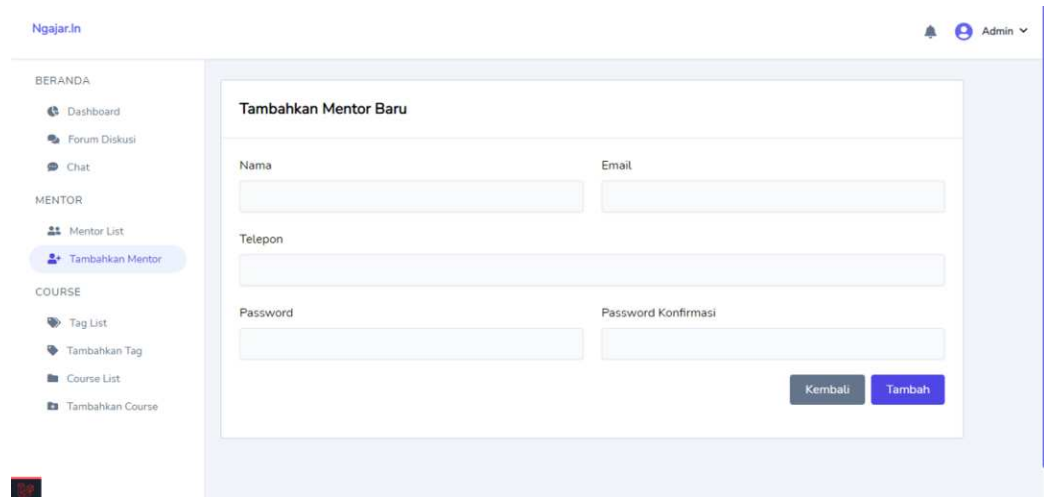 Ngajar.In
Admin
BERANDA
Dashboard
Forum Diskusi
Chat
MENTOR
Mentor List
Tambahkan Mentor
COURSE
Tag List
Tambahkan Tag
Course List
Tambahkan Course
Tambahkan Mentor Baru
Nama
Email
Telepon
Password
Password Konfirmasi
Kembali
Tambah